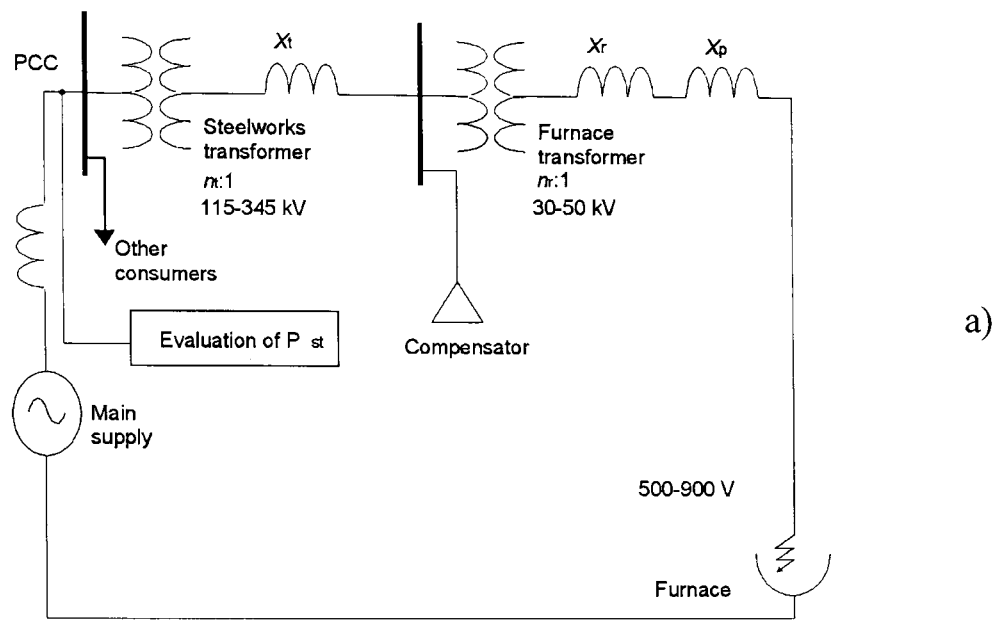 PCC
Xt
Steelworks
transformer
nt:1
115-345 kV
Other
consumers
Evaluation of P st
Main
supply
Compensator
Furnace
transformer
nr:1
30-50 kV
Xr
Xp
500-900 V
Furnace
a)